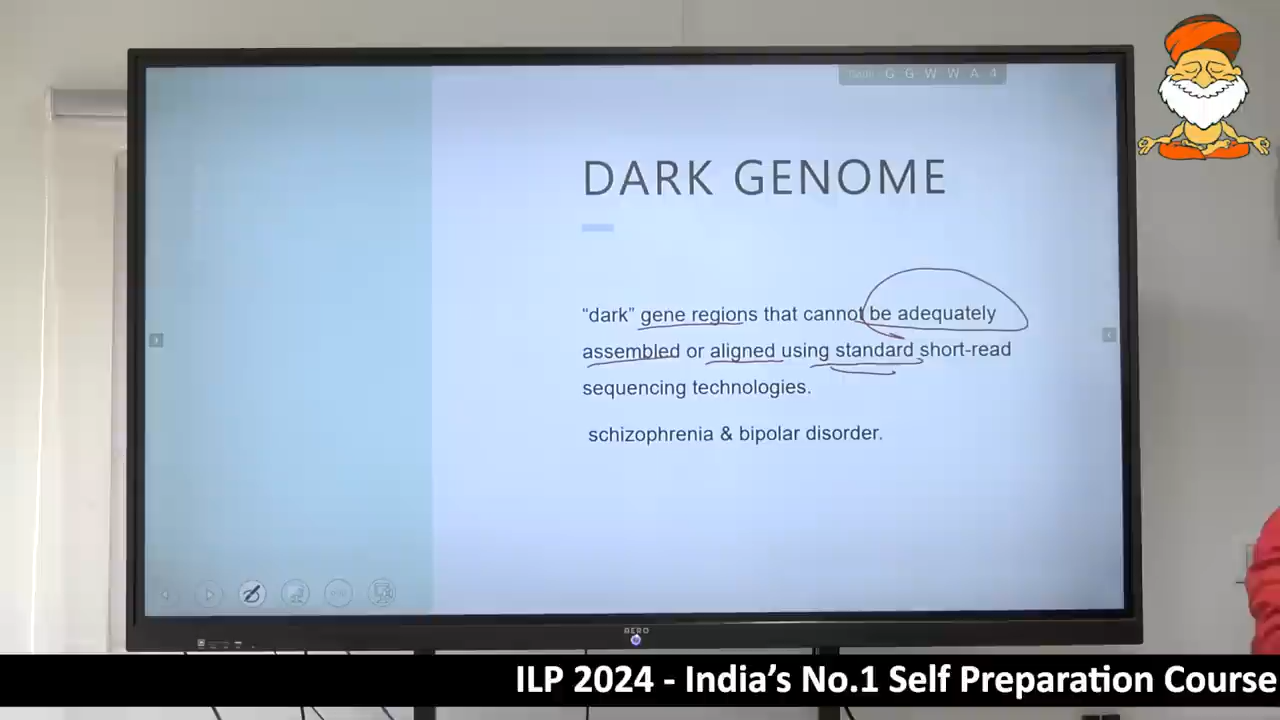 G G W W A 4
DARK GENOME
“dark” gene regions that cannot be adequately
assembled or aligned using standard short-read
sequencing technologies.
schizophrenia & bipolar disorder.
ILP 2024 - India’s No.1 Self Preparation Course